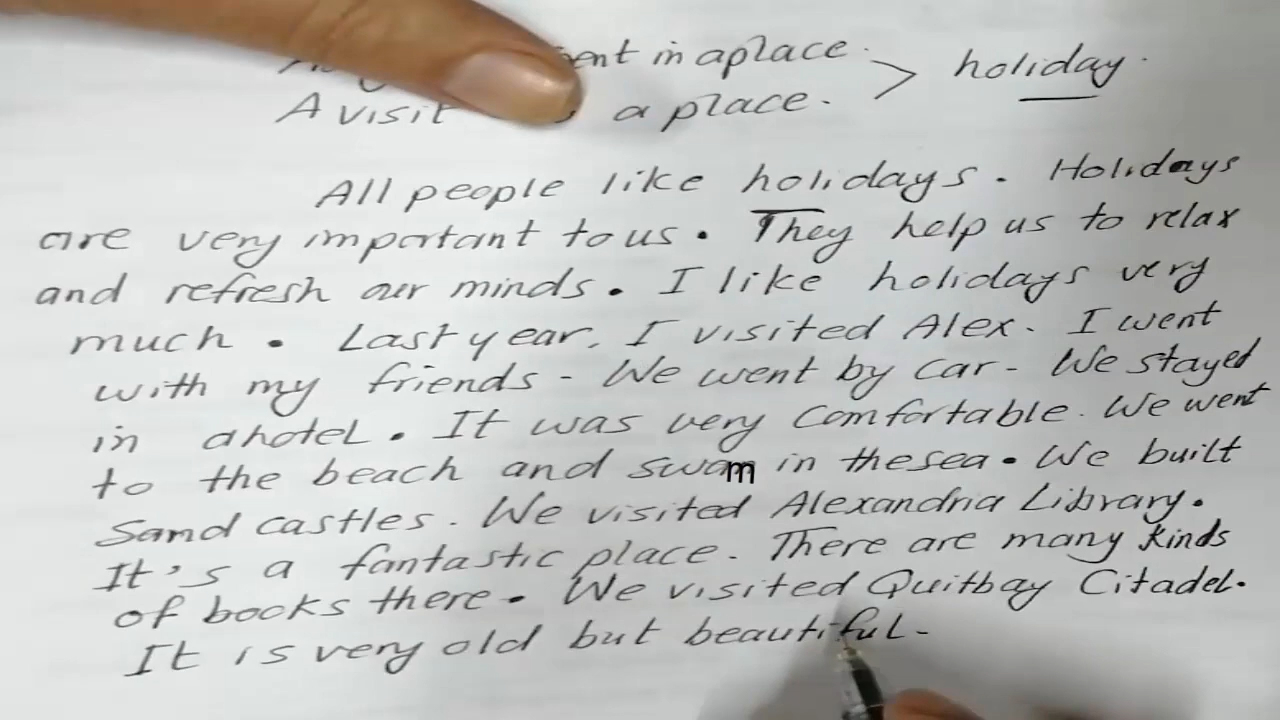 in a place.
A visit a place. > holiday.
All people like holidays. Holidays
are very important to us. They help us to relax
and refresh our minds. I like holidays very
much. Last year, I visited Alex. I went
with my friends. We went by car. We stayed
in a hotel. It was very comfortable. We went
to the beach and swam in the sea. We built
Sand castles. We visited Alexandria Library.
It's a fantastic place. There are many kinds
of books there. We visited Quitbay Citadel.
It is very old but beautiful.